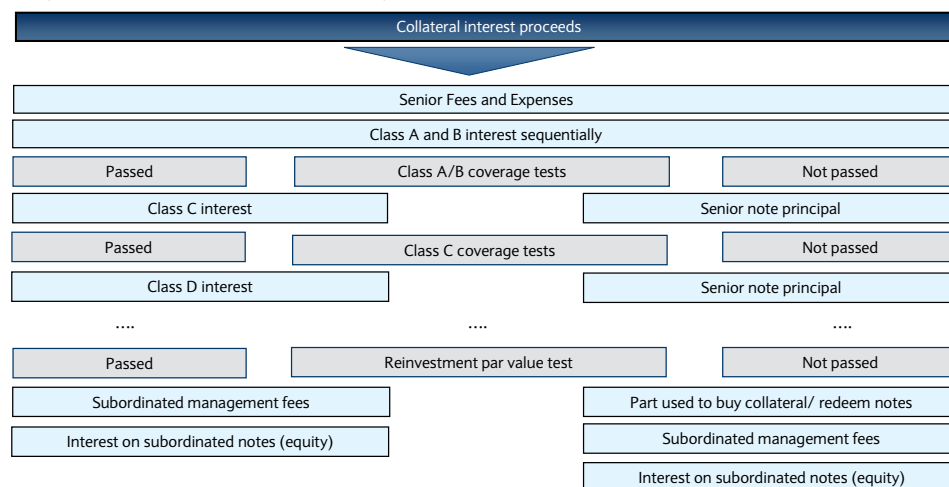 Collateral interest proceeds
Senior Fees and Expenses
Class A and B interest sequentially
Passed
Class A/B coverage tests
Not passed
Class C interest
Senior note principal
Passed
Class C coverage tests
Not passed
Class D interest
Senior note principal
....
....
....
Passed
Reinvestment par value test
Not passed
Subordinated management fees
Part used to buy collateral/ redeem notes
Interest on subordinated notes (equity)
Subordinated management fees
Interest on subordinated notes (equity)